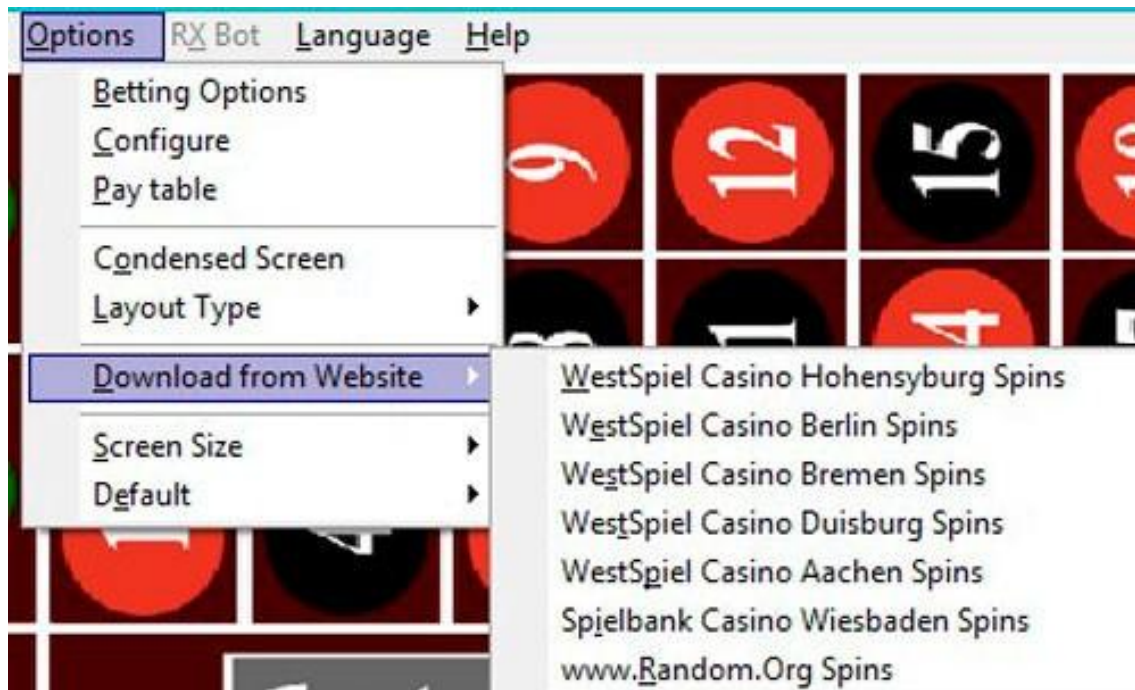 Options RX Bot Language Help
Betting Options
Configure
Pay table
Condensed Screen
Layout Type
Download from Website
Screen Size
Default
WestSpiel Casino Hohensyburg Spins
WestSpiel Casino Berlin Spins
WestSpiel Casino Bremen Spins
WestSpiel Casino Duisburg Spins
WestSpiel Casino Aachen Spins
Spielbank Casino Wiesbaden Spins
www.Random.Org Spins
9 12 15